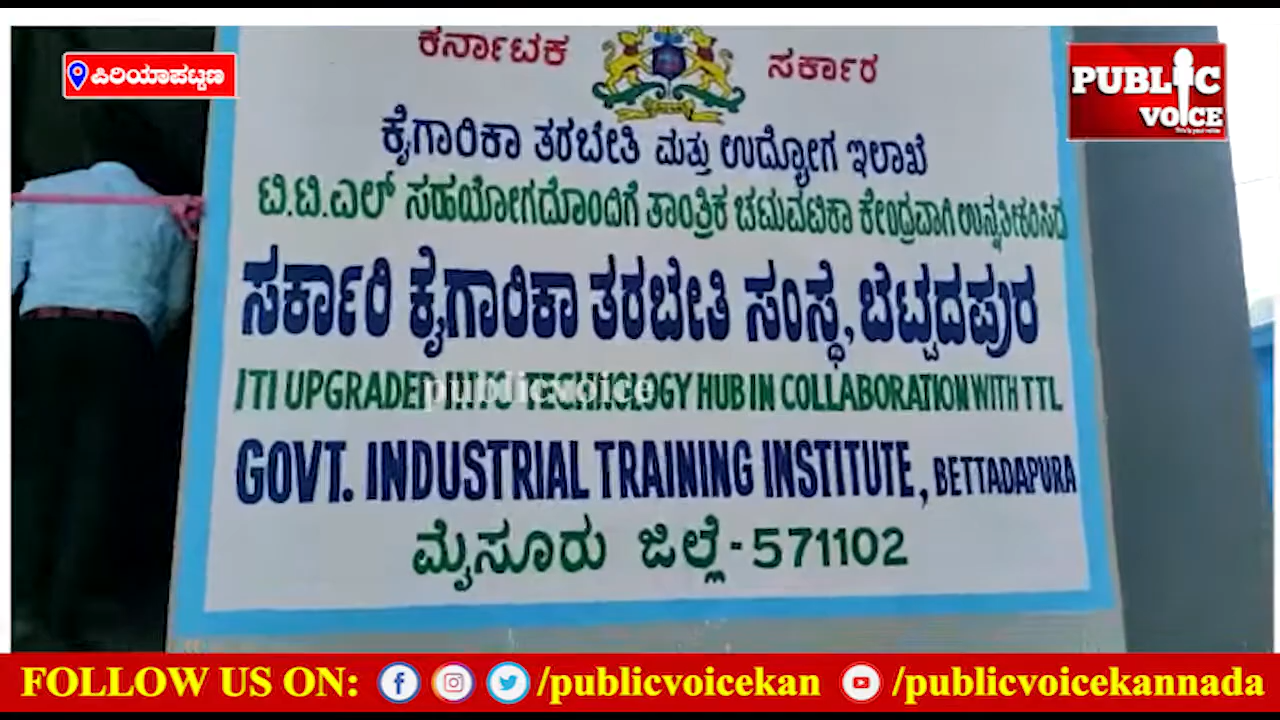 ಪಿರಿಯಾಪಟ್ಟಣ
PUBLIC
VOICE
ಕರ್ನಾಟಕ ಸರ್ಕಾರ
ಕೈಗಾರಿಕಾ ತರಬೇತಿ ಮತ್ತು ಉದ್ಯೋಗ ಇಲಾಖೆ
ಟಿ.ಟಿ.ಎಲ್ ಸಹಯೋಗದೊಂದಿಗೆ ತಾಂತ್ರಿಕ ಚಟುವಟಿಕಾ ಕೇಂದ್ರವಾಗಿ ಉನ್ನತೀಕರಿಸಿದ
ಸರ್ಕಾರಿ ಕೈಗಾರಿಕಾ ತರಬೇತಿ ಸಂಸ್ಥೆ, ಬೆಟ್ಟದಪುರ
ITI UPGRADED INTO TECHNOLOGY HUB IN COLLABORATION WITH TTL
publicvoice
GOVT. INDUSTRIAL TRAINING INSTITUTE, BETTADAPURA
ಮೈಸೂರು ಜಿಲ್ಲೆ - 571102
FOLLOW US ON: /publicvoicekan /publicvoicekannada